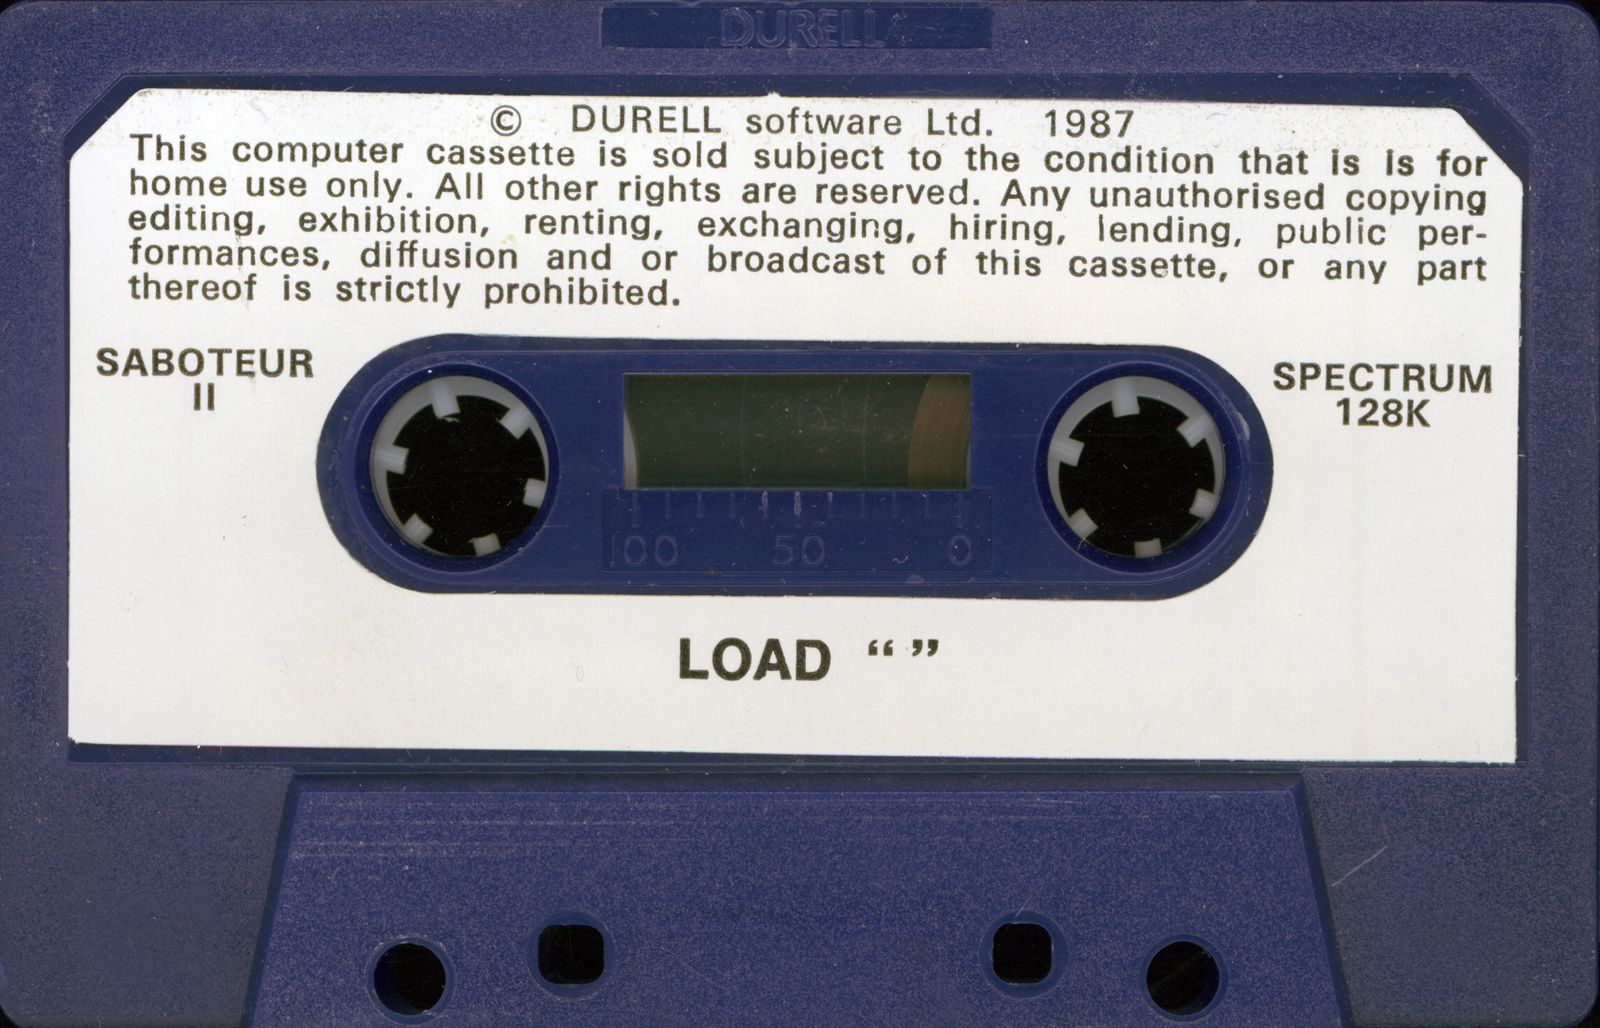 DURELL
© DURELL software Ltd. 1987
This computer cassette is sold subject to the condition that is is for
home use only. All other rights are reserved. Any unauthorised copying
editing, exhibition, renting, exchanging, hiring, lending, public per-
formances, diffusion and or broadcast of this cassette, or any part
thereof is strictly prohibited.
SABOTEUR
II
SPECTRUM
128K
100 50 0
LOAD “ ”